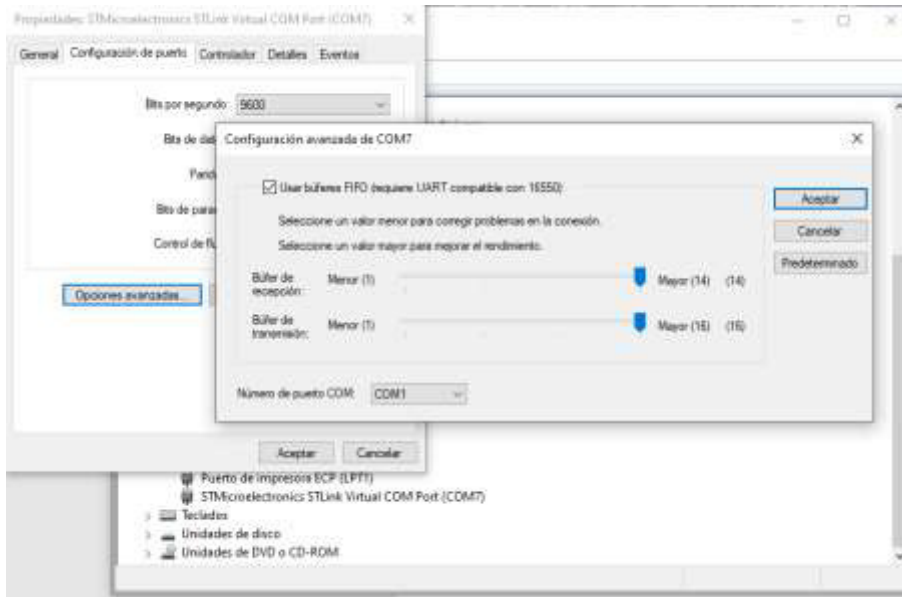 Propiedades: STMicroelectronics STLink Virtual COM Port (COM7)
General Configuración de puerto Controlador Detalles Eventos
Bits por segundo: 9600
Bits de dat
Parid
Bits de parad
Control de flu
Opciones avanzadas...
Aceptar Cancelar
Configuración avanzada de COM7
Usar búferes FIFO (requiere UART compatible con 16550)
Seleccione un valor menor para corregir problemas en la conexión.
Seleccione un valor mayor para mejorar el rendimiento.
Búfer de recepción: Menor (1) Mayor (14) (14)
Búfer de transmisión: Menor (1) Mayor (16) (16)
Número de puerto COM: COM1
Aceptar
Cancelar
Predeterminado
Puerto de impresora ECP (LPT1)
STMicroelectronics STLink Virtual COM Port (COM7)
Teclados
Unidades de disco
Unidades de DVD o CD-ROM